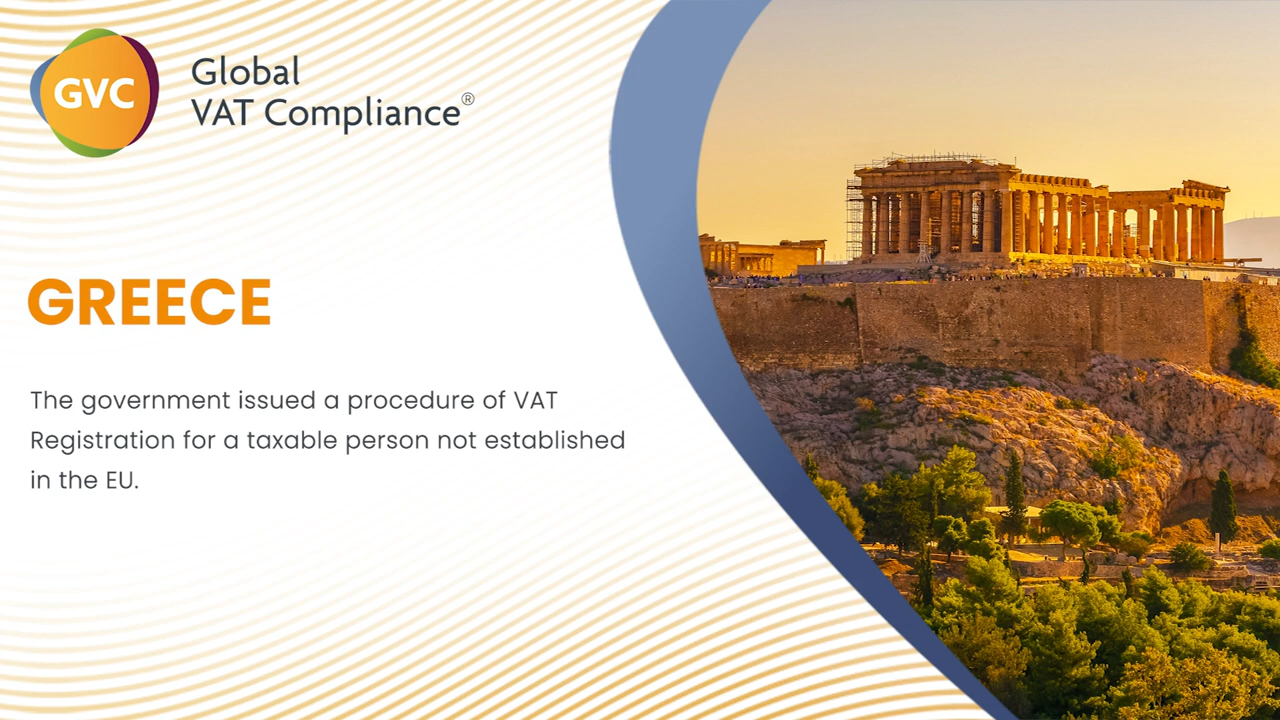 GVC
Global
VAT Compliance®
GREECE
The government issued a procedure of VAT
Registration for a taxable person not established
in the EU.